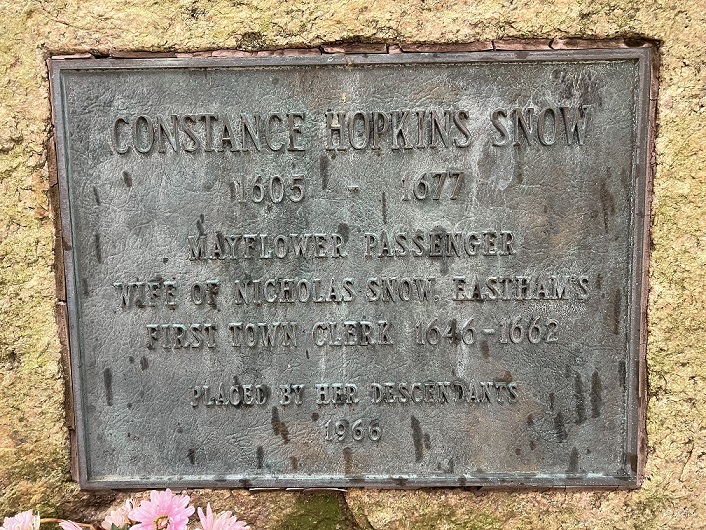 CONSTANCE HOPKINS SNOW
1605 - 1677
MAYFLOWER PASSENGER
WIFE OF NICHOLAS SNOW, EASTHAM'S
FIRST TOWN CLERK 1646-1662
PLACED BY HER DESCENDANTS
1966